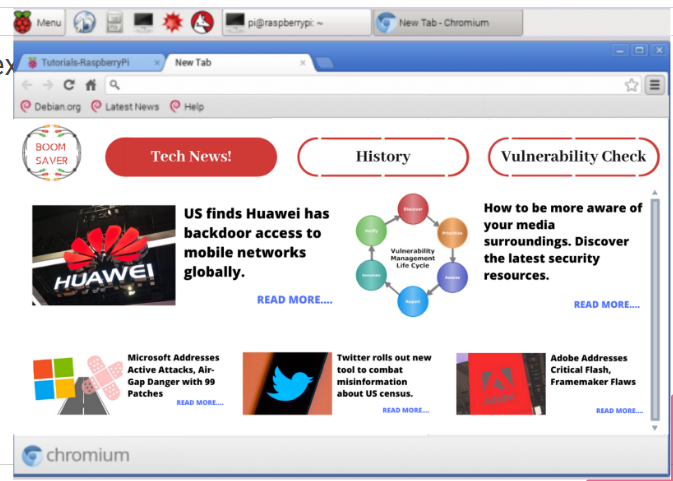 Menu
pi@raspberrypi: ~
New Tab - Chromium
ex
Tutorials-RaspberryPi
New Tab
Debian.org
Latest News
Help
BOOM
SAVER
Tech News!
History
Vulnerability Check
HUAWEI
US finds Huawei has
backdoor access to
mobile networks
globally.
READ MORE....
Discover
Prioritize
Verify
Vulnerability
Management
Life Cycle
Assess
Report
How to be more aware of
your media
surroundings. Discover
the latest security
resources.
READ MORE....
Microsoft Addresses
Active Attacks, Air-
Gap Danger with 99
Patches
READ MORE....
Twitter rolls out new
tool to combat
misinformation
about US census.
READ MORE....
Adobe
Adobe Addresses
Critical Flash,
Framemaker Flaws
READ MORE....
chromium